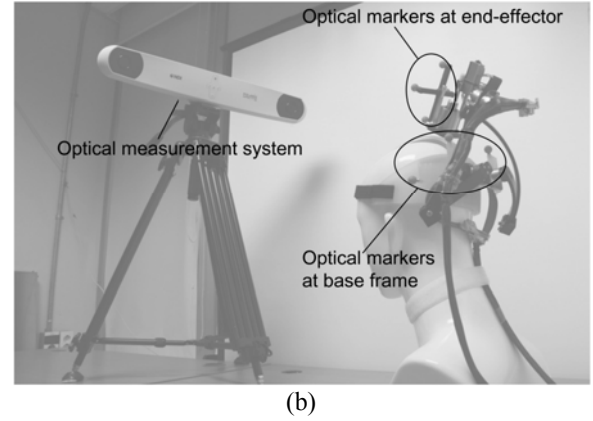 Optical markers at end-effector
Optical measurement system
Optical markers
at base frame
(b)